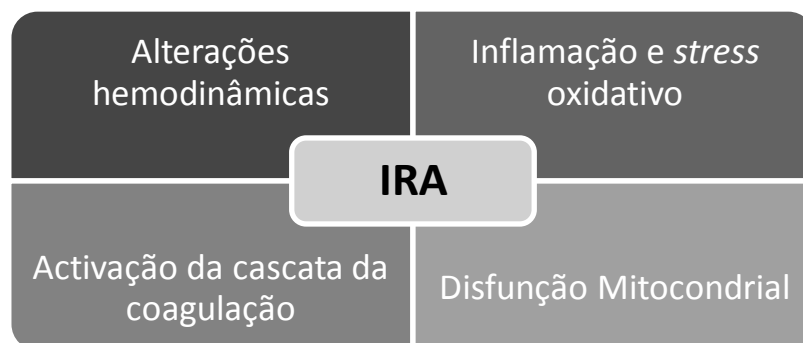 Alterações
hemodinâmicas
Inflamação e stress
oxidativo
IRA
Activação da cascata da
coagulação
Disfunção Mitocondrial